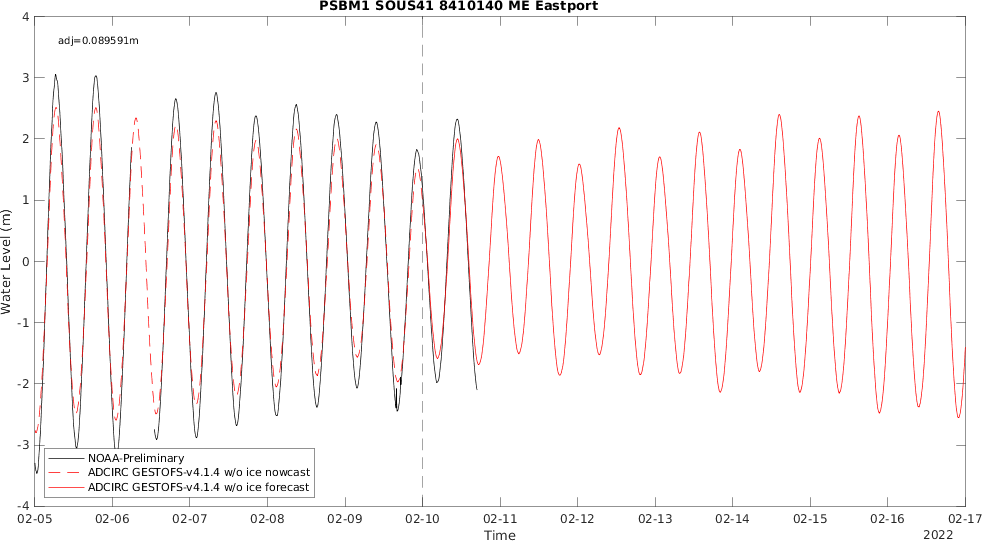 PSBM1 SOUS41 8410140 ME Eastport
adj=0.089591m
4
3
2
1
0
-1
-2
-3
-4
Water Level (m)
NOAA-Preliminary
ADCIRC GESTOFS-v4.1.4 w/o ice nowcast
ADCIRC GESTOFS-v4.1.4 w/o ice forecast
02-05 02-06 02-07 02-08 02-09 02-10 02-11 02-12 02-13 02-14 02-15 02-16 02-17
Time
2022